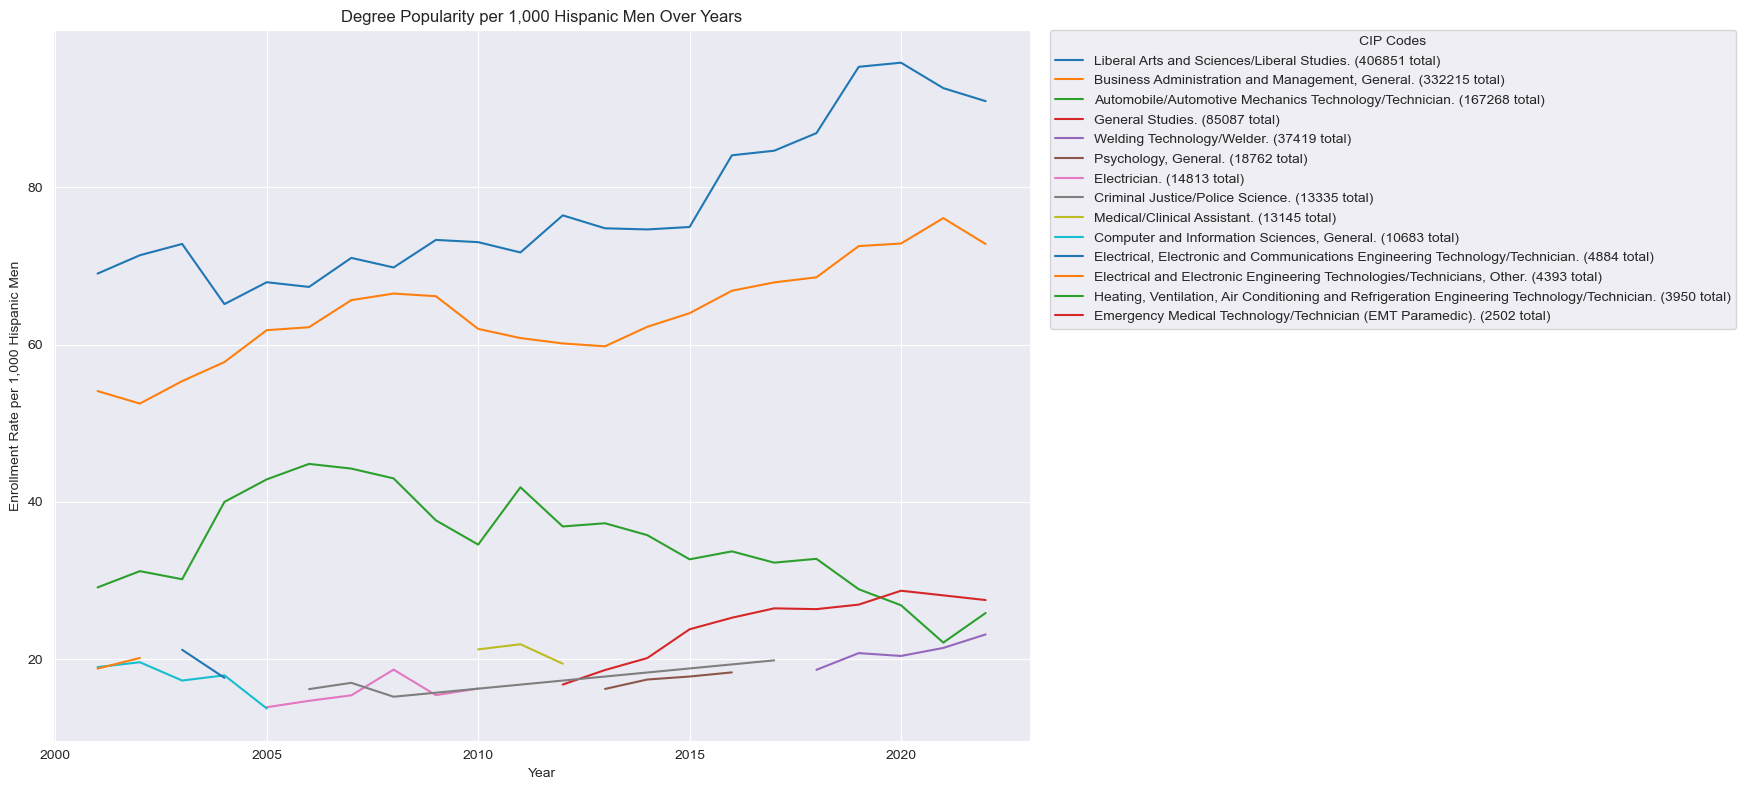 Degree Popularity per 1,000 Hispanic Men Over Years
Enrollment Rate per 1,000 Hispanic Men
80
60
40
20
2000
2005
2010
2015
2020
Year
CIP Codes
Liberal Arts and Sciences/Liberal Studies. (406851 total)
Business Administration and Management, General. (332215 total)
Automobile/Automotive Mechanics Technology/Technician. (167268 total)
General Studies. (85087 total)
Welding Technology/Welder. (37419 total)
Psychology, General. (18762 total)
Electrician. (14813 total)
Criminal Justice/Police Science. (13335 total)
Medical/Clinical Assistant. (13145 total)
Computer and Information Sciences, General. (10683 total)
Electrical, Electronic and Communications Engineering Technology/Technician. (4884 total)
Electrical and Electronic Engineering Technologies/Technicians, Other. (4393 total)
Heating, Ventilation, Air Conditioning and Refrigeration Engineering Technology/Technician. (3950 total)
Emergency Medical Technology/Technician (EMT Paramedic). (2502 total)